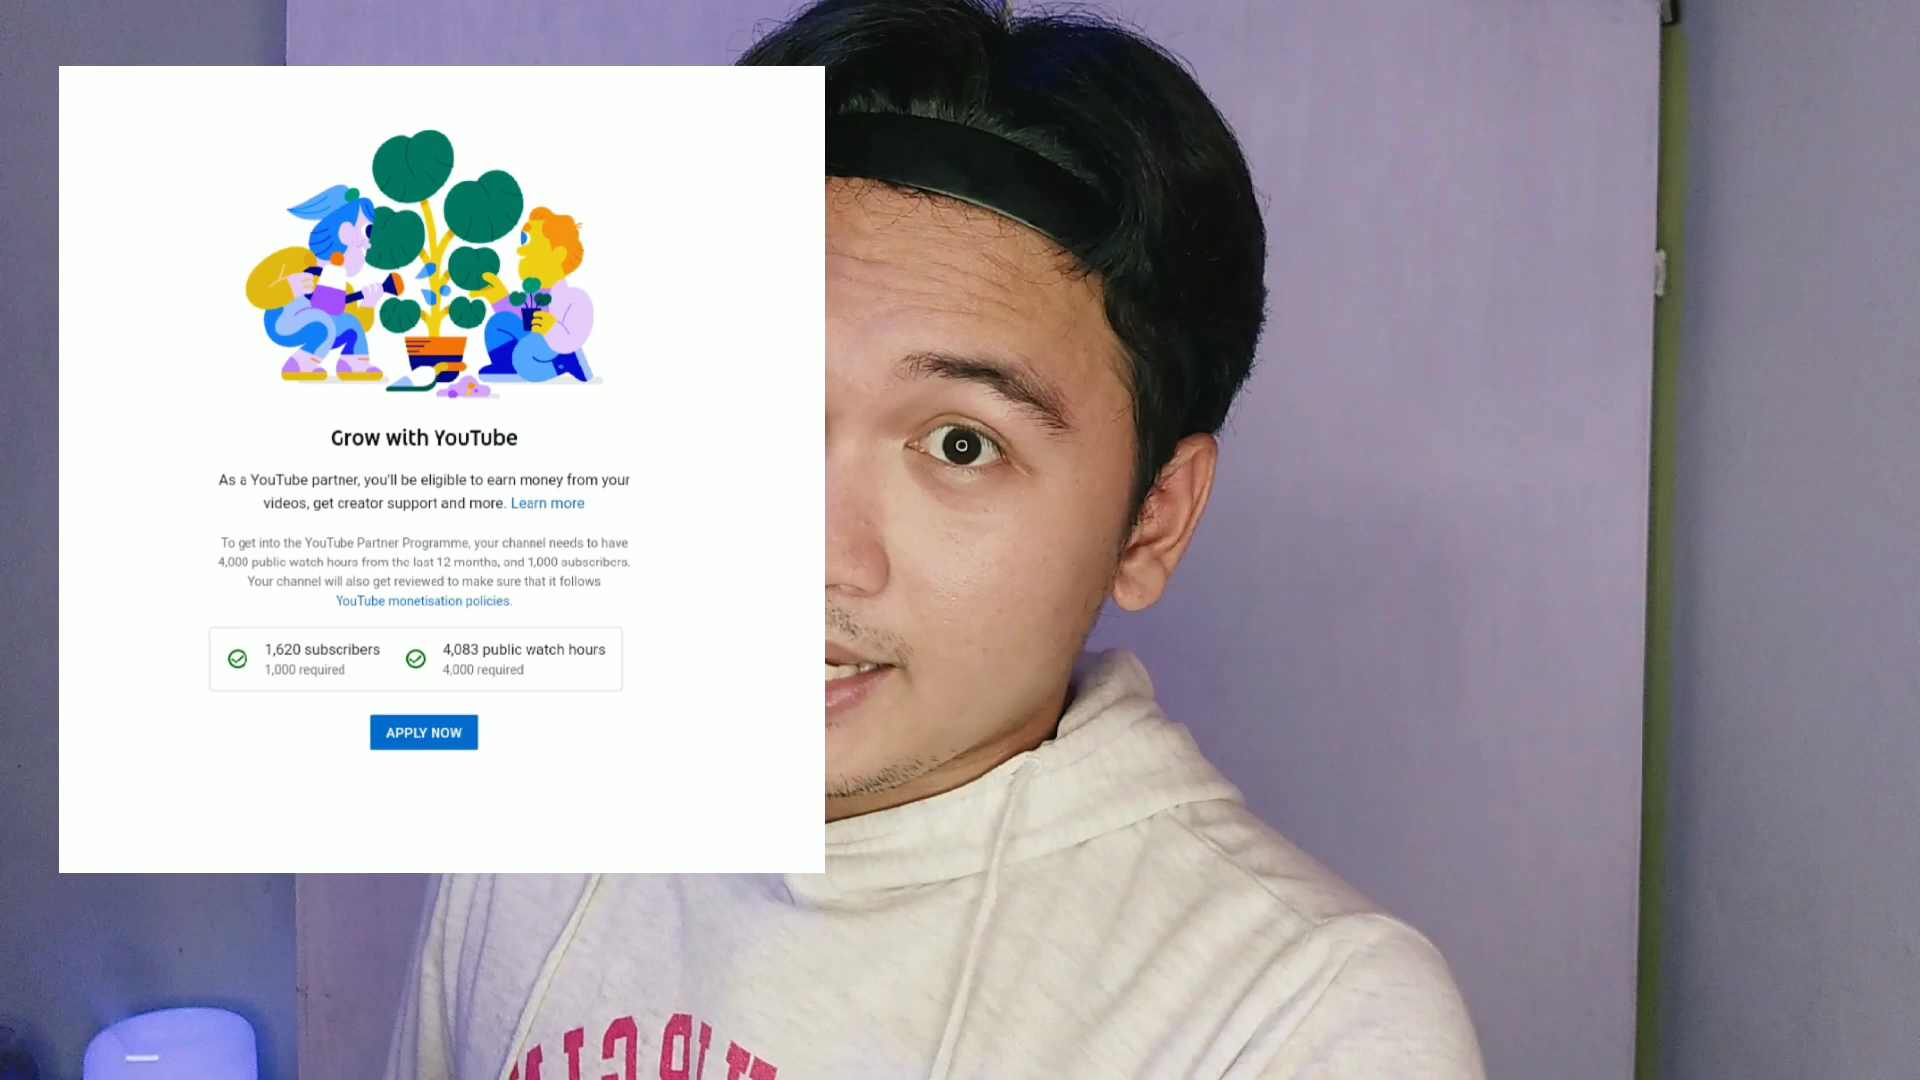 Grow with YouTube
As a YouTube partner, you'll be eligible to earn money from your
videos, get creator support and more. Learn more
To get into the YouTube Partner Programme, your channel needs to have
4,000 public watch hours from the last 12 months, and 1,000 subscribers.
Your channel will also get reviewed to make sure that it follows
YouTube monetisation policies.
1,620 subscribers
1,000 required
4,083 public watch hours
4,000 required
APPLY NOW